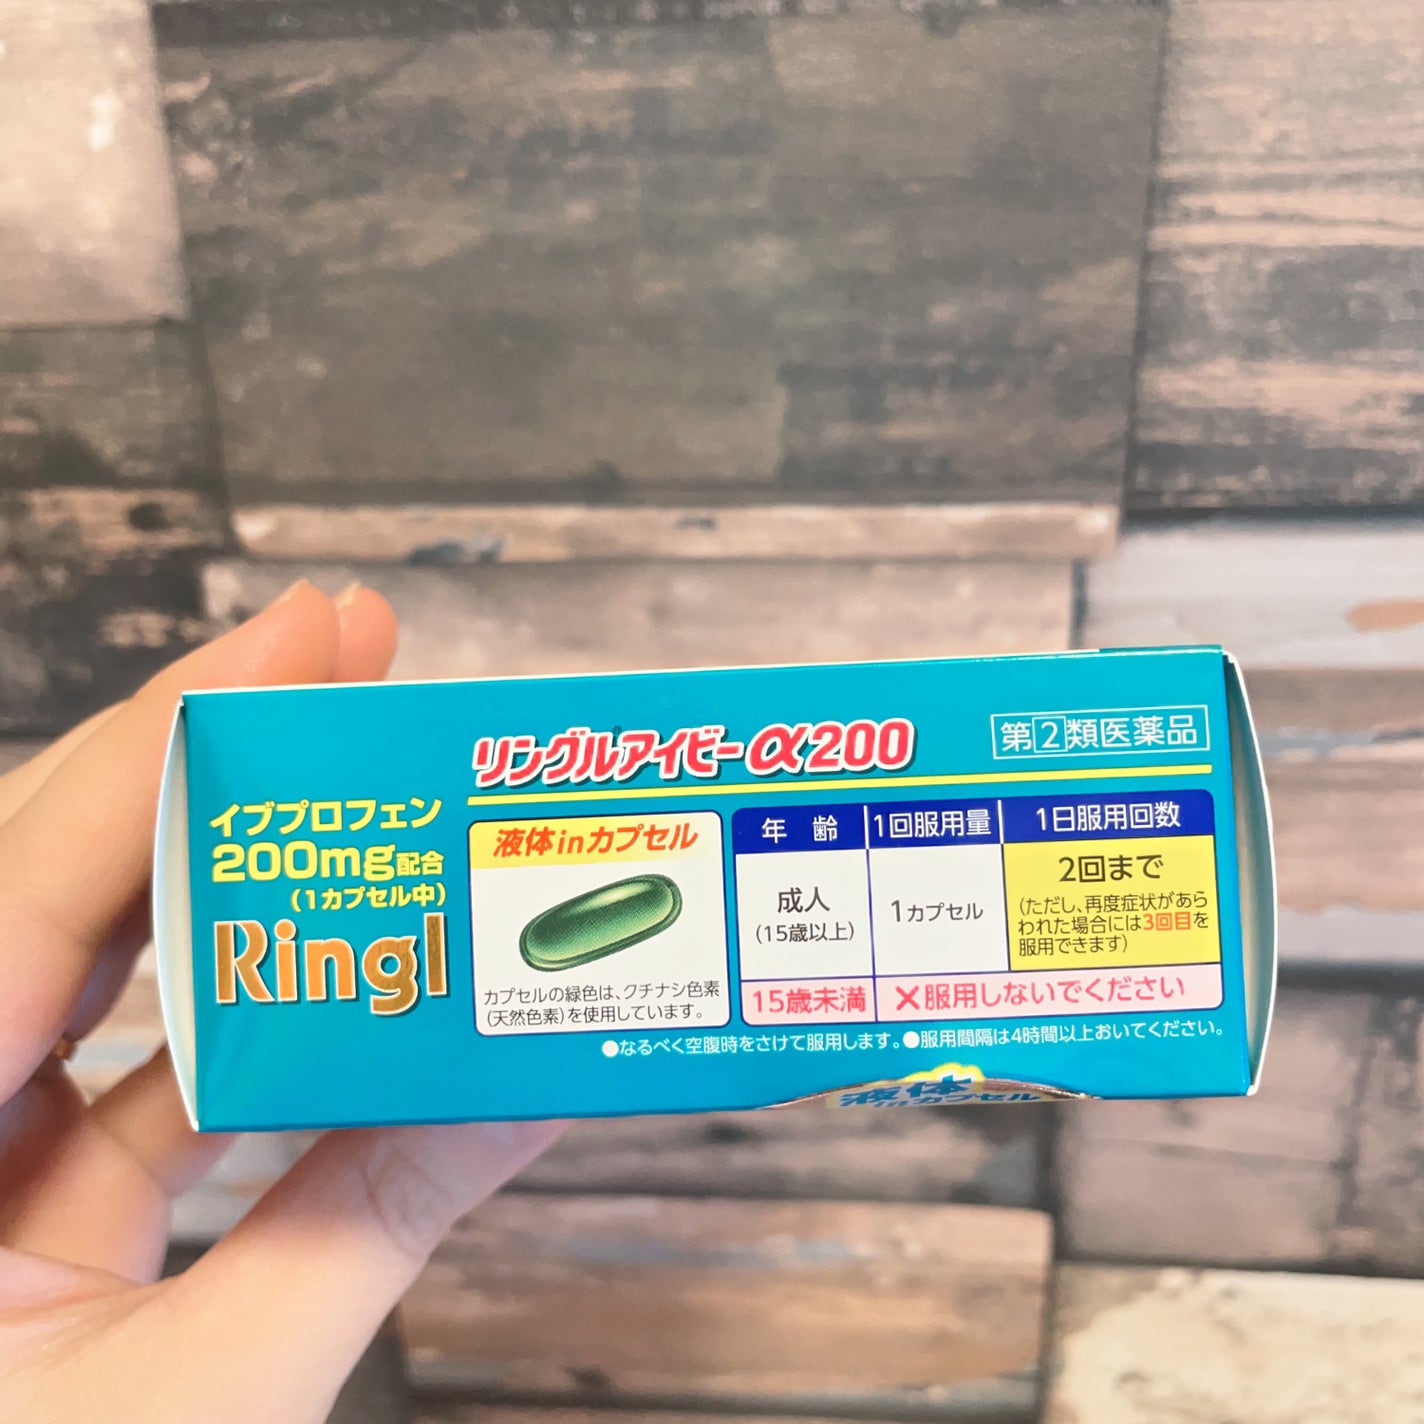 リングルアイビーα200
第②類医薬品
イブプロフェン
200mg配合
(1カプセル中)
Ringl
液体inカプセル
カプセルの緑色は、クチナシ色素
(天然色素)を使用しています。
年 齢 1回服用量 1日服用回数
成人
(15歳以上)
1カプセル
2回まで
(ただし、再度症状があら
われた場合には3回目を
服用できます)
15歳未満 ×服用しないでください
●なるべく空腹時をさけて服用します。●服用間隔は4時間以上おいてください。
液体
inカプセル